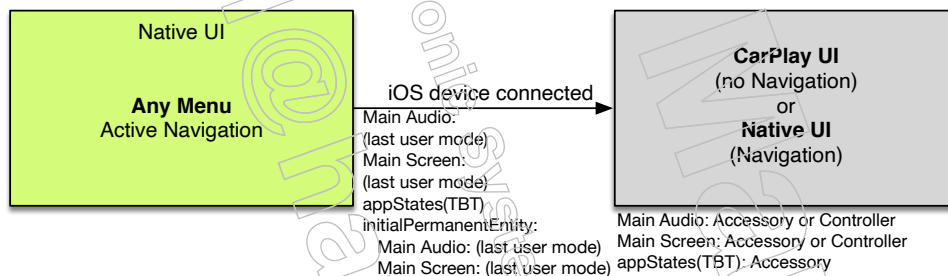 Native UI
Any Menu
Active Navigation
iOS device connected
Main Audio:
(last user mode)
Main Screen:
(last user mode)
appStates(TBT)
initialPermanentEntity:
Main Audio: (last user mode)
Main Screen: (last user mode)
CarPlay UI
(no Navigation)
or
Native UI
(Navigation)
Main Audio: Accessory or Controller
Main Screen: Accessory or Controller
appStates(TBT): Accessory